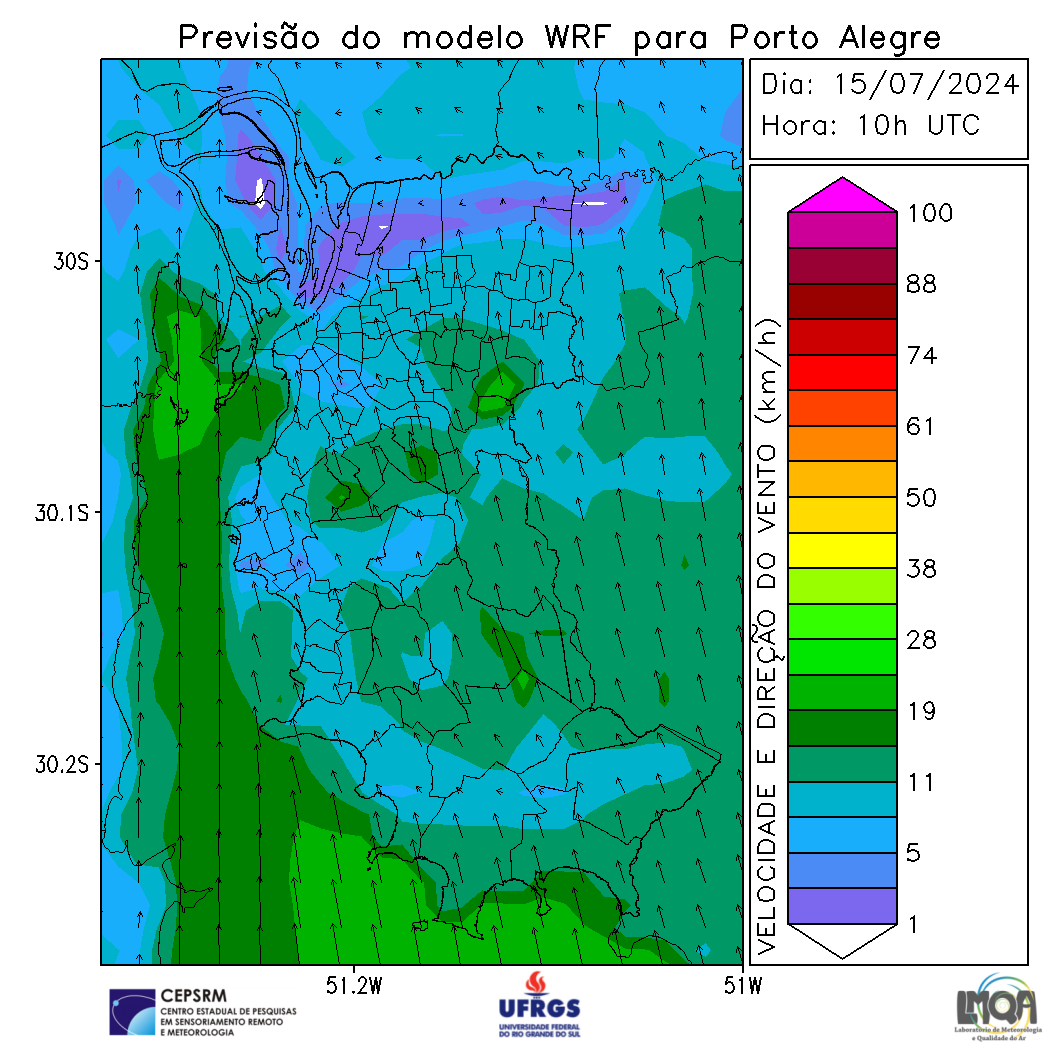 Previsão do modelo WRF para Porto Alegre
Dia: 15/07/2024
Hora: 10h UTC
30S
30.1S
30.2S
51.2W
51W
VELOCIDADE E DIREÇÃO DO VENTO (km/h)
100
88
74
61
50
38
28
19
11
5
1
CEPSRM
CENTRO ESTADUAL DE PESQUISAS
EM SENSORIAMENTO REMOTO
E METEOROLOGIA
UFRGS
UNIVERSIDADE FEDERAL
DO RIO GRANDE DO SUL
LMQA
Laboratório de Meteorologia
e Qualidade do Ar